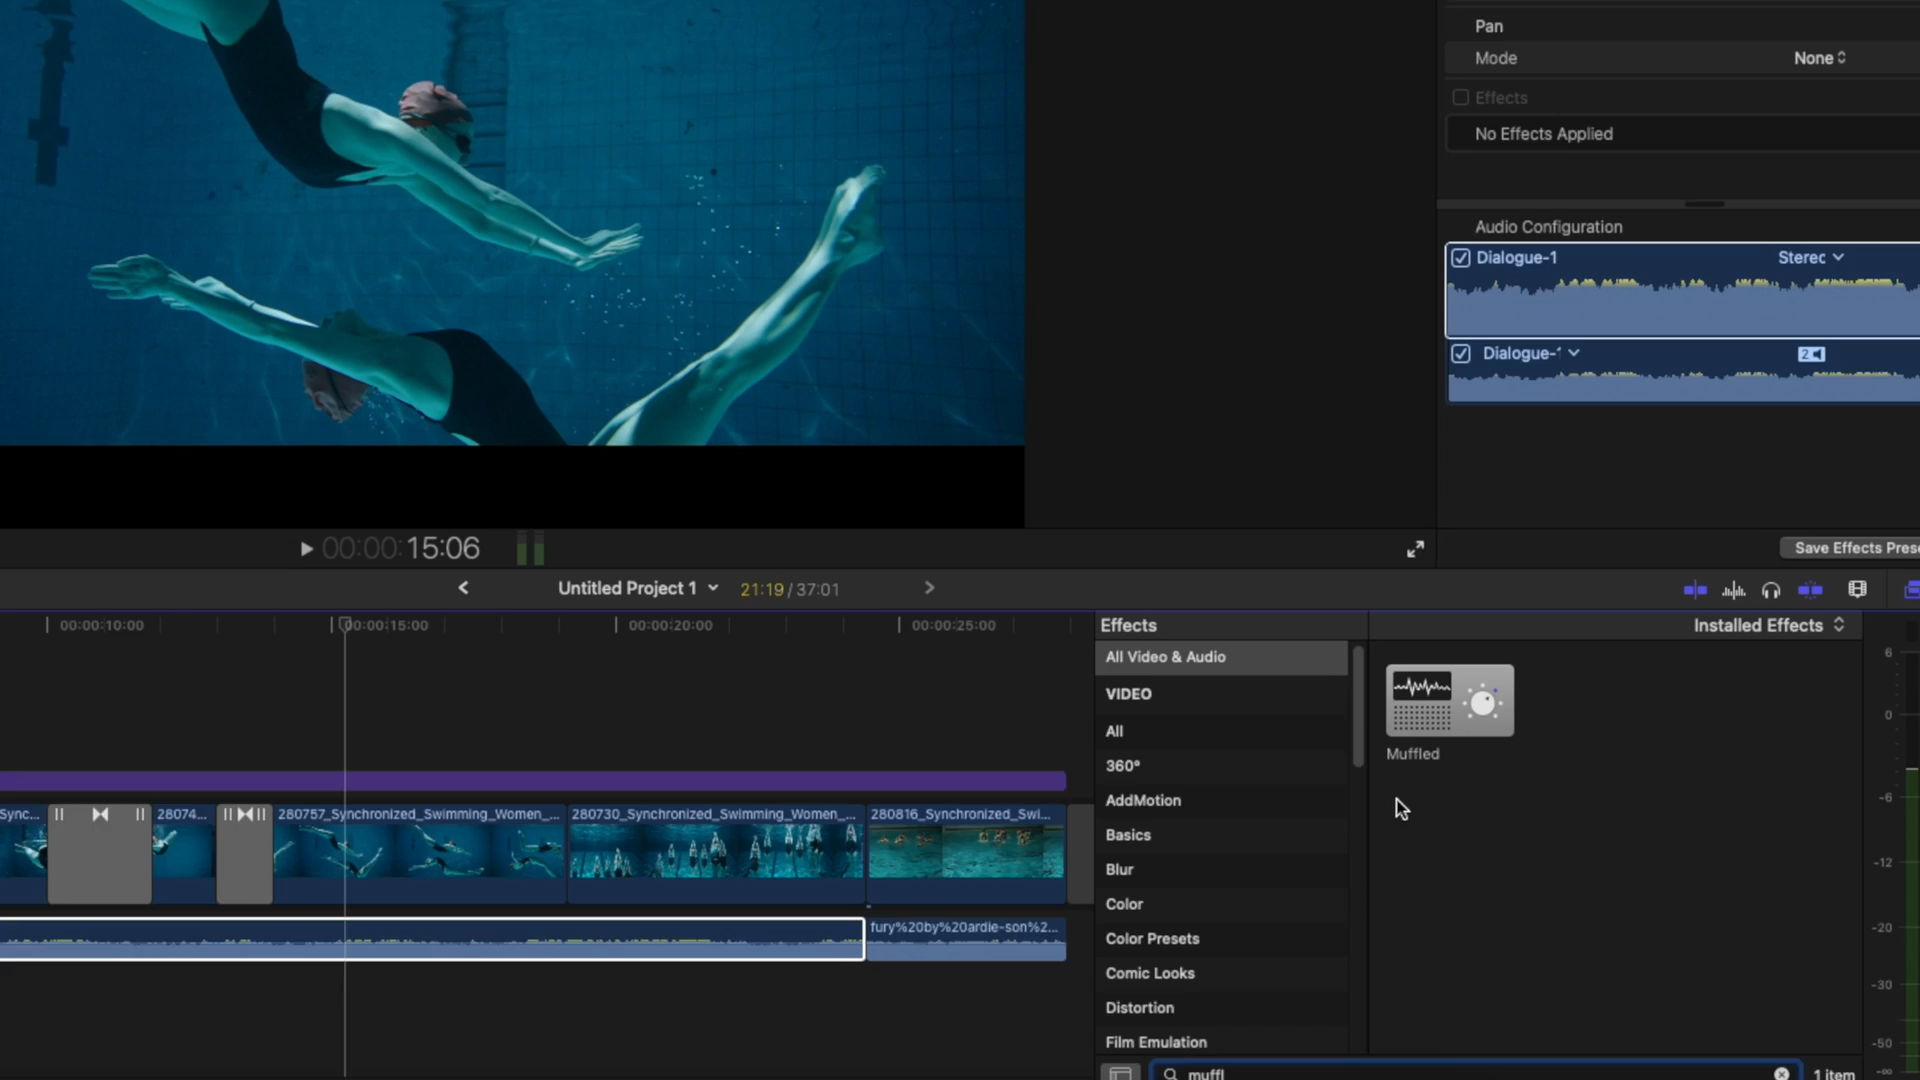 Pan
Mode
None
Effects
No Effects Applied
Audio Configuration
Dialogue-1
Stereo
Dialogue-1
2
00:00:15:06
Save Effects Prese
Untitled Project 1
21:19 / 37:01
00:00:10:00
00:00:15:00
00:00:20:00
00:00:25:00
Effects
Installed Effects
All Video & Audio
VIDEO
All
360°
AddMotion
Basics
Blur
Color
Color Presets
Comic Looks
Distortion
Film Emulation
Muffled
Sync...
28074...
280757_Synchronized_Swimming_Women_...
280730_Synchronized_Swimming_Women_...
280816_Synchronized_Swi...
fury%20by%20ardie-son%2...
6
0
-6
-12
-20
-30
-50
-∞
muffl
1 item